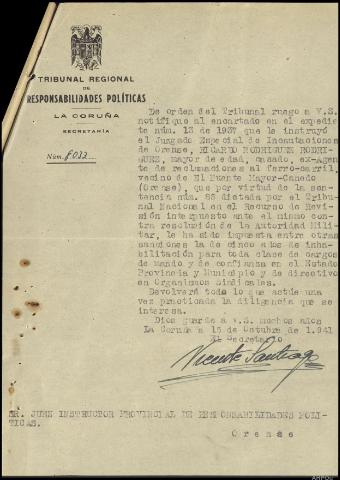 TRIBUNAL REGIONAL
DE
RESPONSABILIDADES POLÍTICAS
LA CORUÑA
SECRETARÍA
Núm. 8032
De orden del Tribunal ruego a V.S.
notifique al encartado en el expedien
te núm. 13 de 1937 que le instruyó
el Juzgado Especial de Incautaciones
de Orense, RICARDO RODRIGUEZ RODRI-
GUEZ, mayor de edad, casado, ex-Agente
de reclamaciones al ferro-carril,
vecino de El Puente Mayor-Canedo
(Orense), que por virtud de la sen-
tencia núm. 88 dictada por el Tribu-
nal Nacional en el Recurso de Revi-
sión interpuesto ante el mismo contra
resolución de la Autoridad Mili-
tar, le ha sido impuesta entre otras
sanciones la de cinco años de inha-
bilitación para toda clase de cargos
de mando y de confianza en el Estado
Provincia y Municipio y de directivo
en Organismos Sindicales.
Devolverá todo lo que actúe una
vez practicada la diligencia que se
interesa.
Dios guarde a V.S. muchos años
La Coruña a 15 de Octubre de 1.941
El Secretario
Vicente Santiago
SR. JUEZ INSTRUCTOR PROVINCIAL DE RESPONSABILIDADES POLI-
TICAS.
Orense